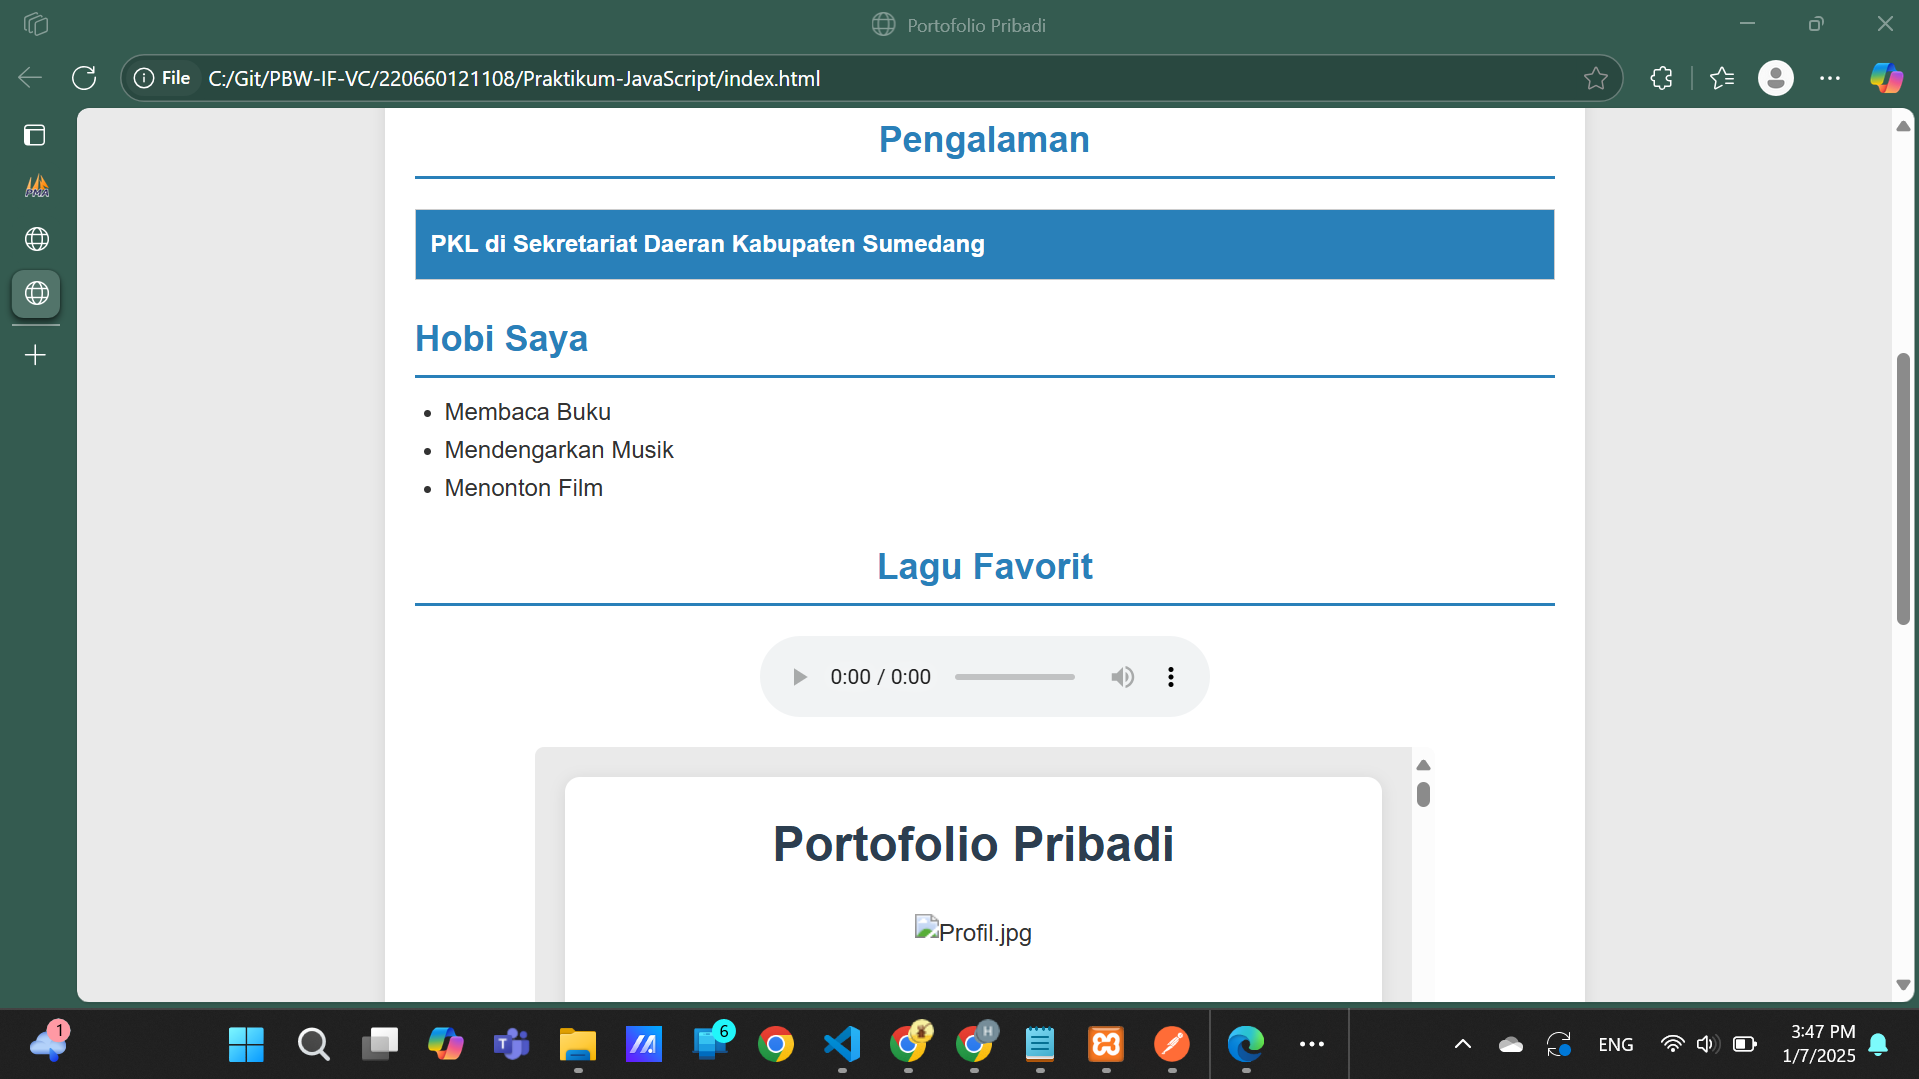 Portofolio Pribadi
File C:/Git/PBW-IF-VC/220660121108/Praktikum-JavaScript/index.html
PMA
Pengalaman
PKL di Sekretariat Daeran Kabupaten Sumedang
Hobi Saya
Membaca Buku
Mendengarkan Musik
Menonton Film
Lagu Favorit
0:00 / 0:00
Portofolio Pribadi
Profil.jpg
1
T
6
H
ENG
3:47 PM
1/7/2025